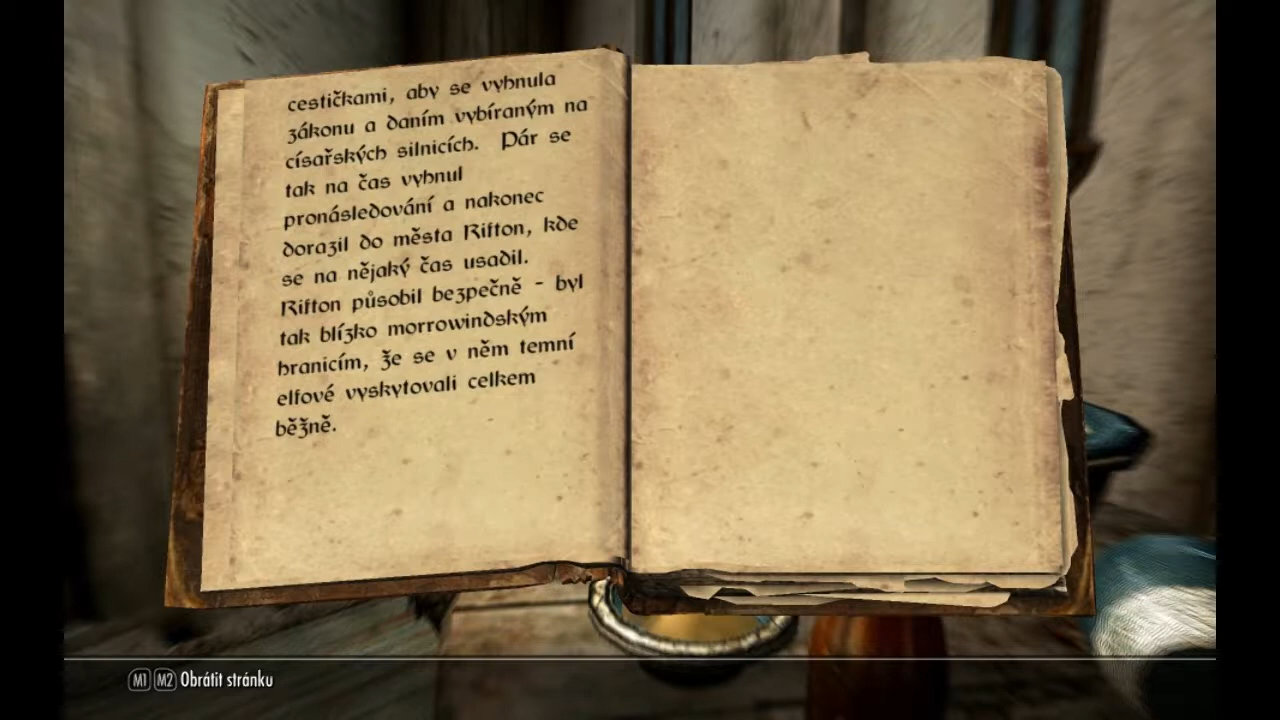 cestičkami, aby se vyhnula
zákonu a daním vybíraným na
císařských silnicích. Pár se
tak na čas vyhnul
pronásledování a nakonec
dorazil do města Rifton, kde
se na nějaký čas usadil.
Rifton působil bezpečně - byl
tak blízko morrowindským
hranicím, že se v něm temní
elfové vyskytovali celkem
běžně.
M1 M2 Obrátit stránku